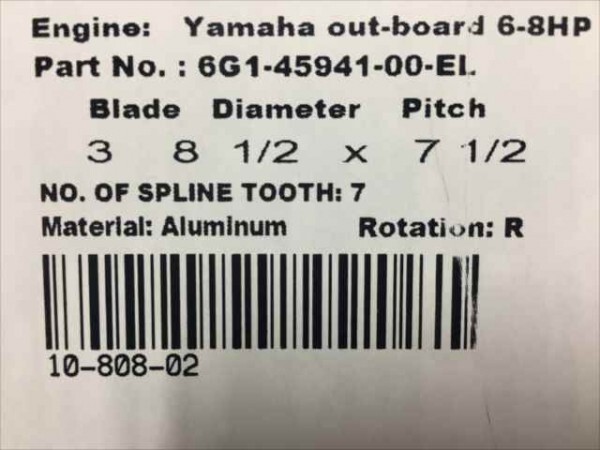 Engine: Yamaha out-board 6-8HP
Part No. : 6G1-45941-00-EL
Blade Diameter Pitch
3 8 1/2 x 7 1/2
NO. OF SPLINE TOOTH: 7
Material: Aluminum Rotation: R
10-808-02